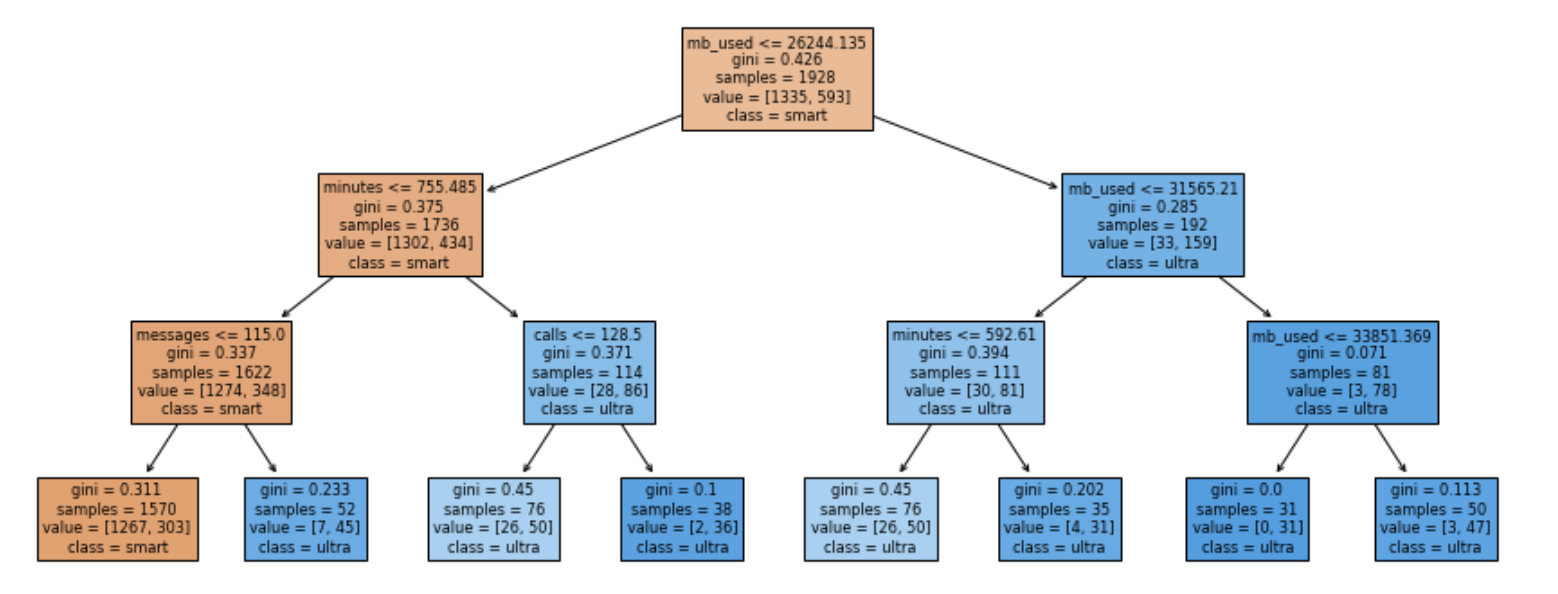 mb_used <= 26244.135
gini = 0.426
samples = 1928
value = [1335, 593]
class = smart
minutes <= 755.485
gini = 0.375
samples = 1736
value = [1302, 434]
class = smart
mb_used <= 31565.21
gini = 0.285
samples = 192
value = [33, 159]
class = ultra
messages <= 115.0
gini = 0.337
samples = 1622
value = [1274, 348]
class = smart
calls <= 128.5
gini = 0.371
samples = 114
value = [28, 86]
class = ultra
minutes <= 592.61
gini = 0.394
samples = 111
value = [30, 81]
class = ultra
mb_used <= 33851.369
gini = 0.071
samples = 81
value = [3, 78]
class = ultra
gini = 0.311
samples = 1570
value = [1267, 303]
class = smart
gini = 0.233
samples = 52
value = [7, 45]
class = ultra
gini = 0.45
samples = 76
value = [26, 50]
class = ultra
gini = 0.1
samples = 38
value = [2, 36]
class = ultra
gini = 0.45
samples = 76
value = [26, 50]
class = ultra
gini = 0.202
samples = 35
value = [4, 31]
class = ultra
gini = 0.0
samples = 31
value = [0, 31]
class = ultra
gini = 0.113
samples = 50
value = [3, 47]
class = ultra